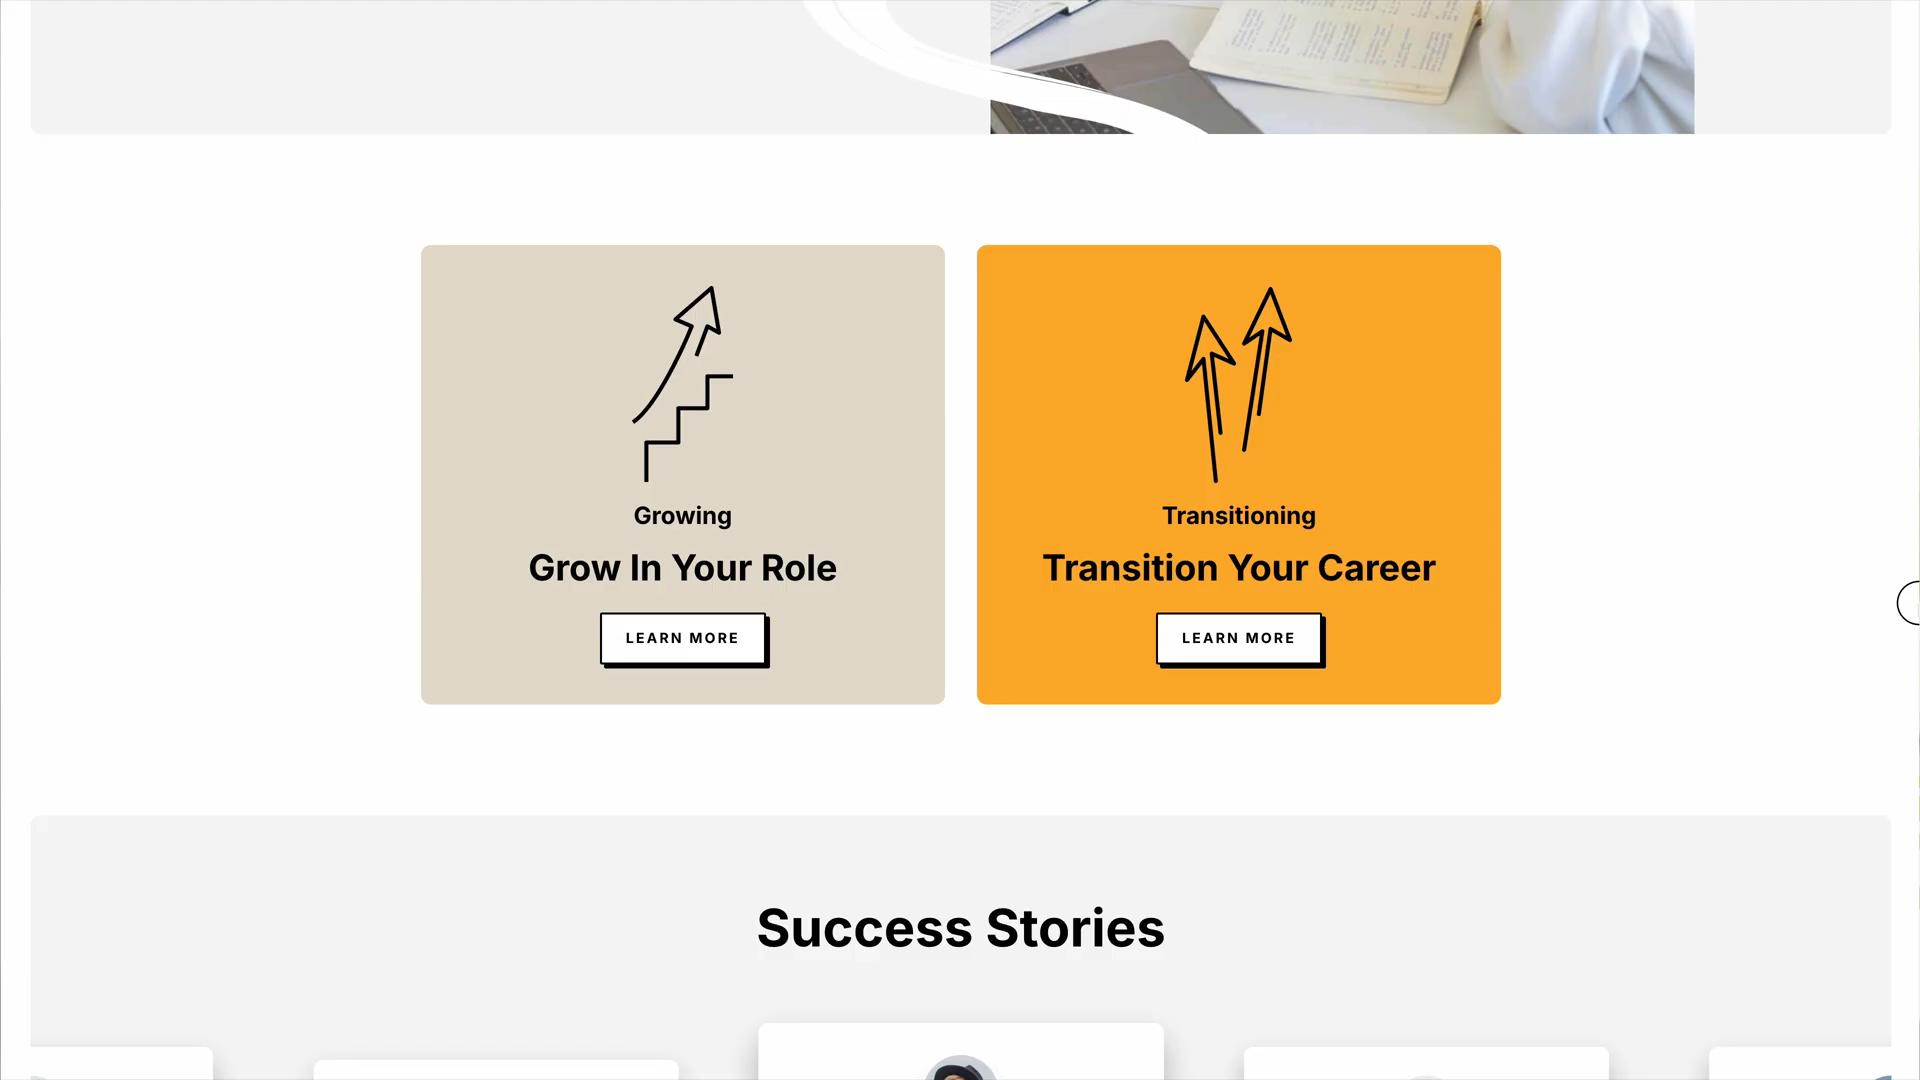 Growing
Grow In Your Role
LEARN MORE
Transitioning
Transition Your Career
LEARN MORE
Success Stories